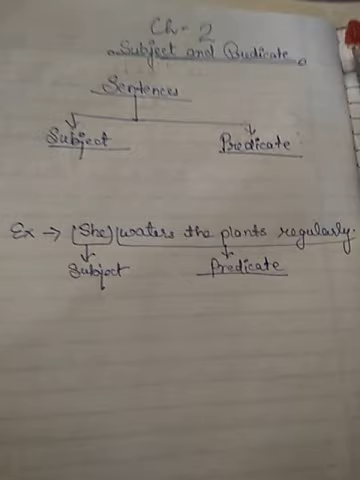 Ch- 2
Subject and Predicate
Sentences
Subject Predicate
Ex → (She) (waters the plants regularly.
Subject Predicate